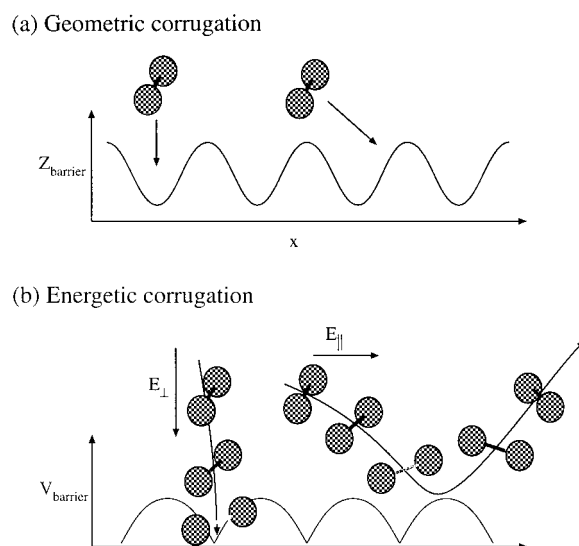 (a) Geometric corrugation
Z_barrier
x
(b) Energetic corrugation
E_||
E_⊥
V_barrier